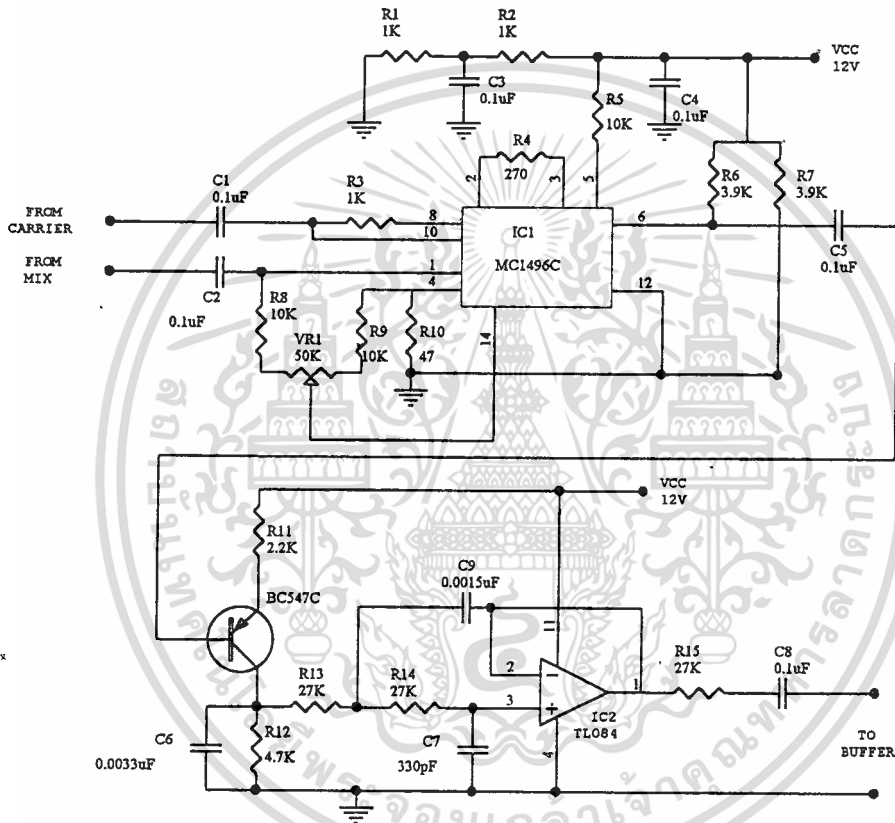 R1
1K
R2
1K
VCC
12V
C3
0.1uF
C4
0.1uF
R5
10K
R4
270
2
3
5
R6
3.9K
R7
3.9K
C1
0.1uF
R3
1K
FROM
CARRIER
8
10
IC1
MC1496C
6
C5
0.1uF
FROM
MIX
1
4
12
C2
0.1uF
R8
10K
VR1
50K
R9
10K
R10
47
14
VCC
12V
R11
2.2K
C9
0.0015uF
BC547C
11
R13
27K
R14
27K
2
3
1
R15
27K
C8
0.1uF
IC2
TL084
C6
0.0033uF
R12
4.7K
C7
330pF
4
TO
BUFFER